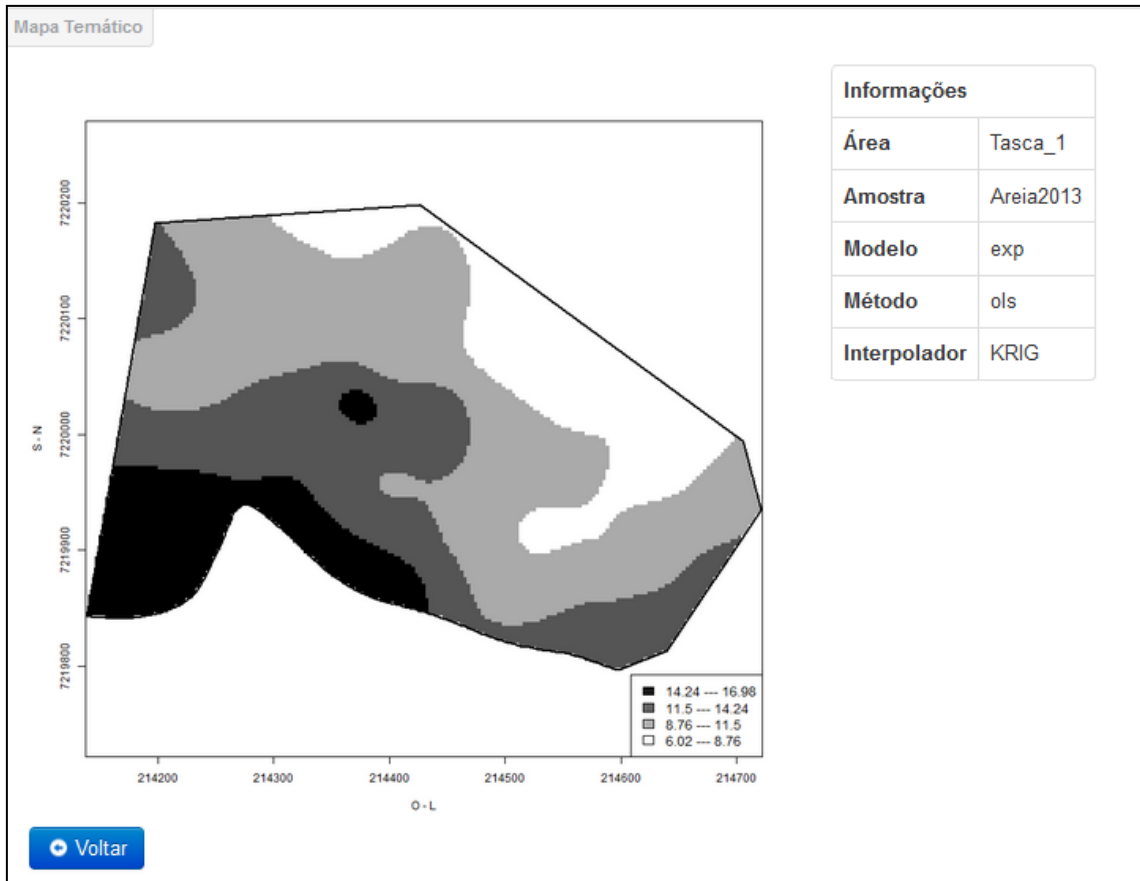 Mapa Temático
Informações
Área Tasca_1
Amostra Areia2013
Modelo exp
Método ols
Interpolador KRIG
7220200
7220100
7220000
7219900
7219800
S - N
14.24 --- 16.98
11.5 --- 14.24
8.76 --- 11.5
6.02 --- 8.76
214200 214300 214400 214500 214600 214700
O - L
Voltar